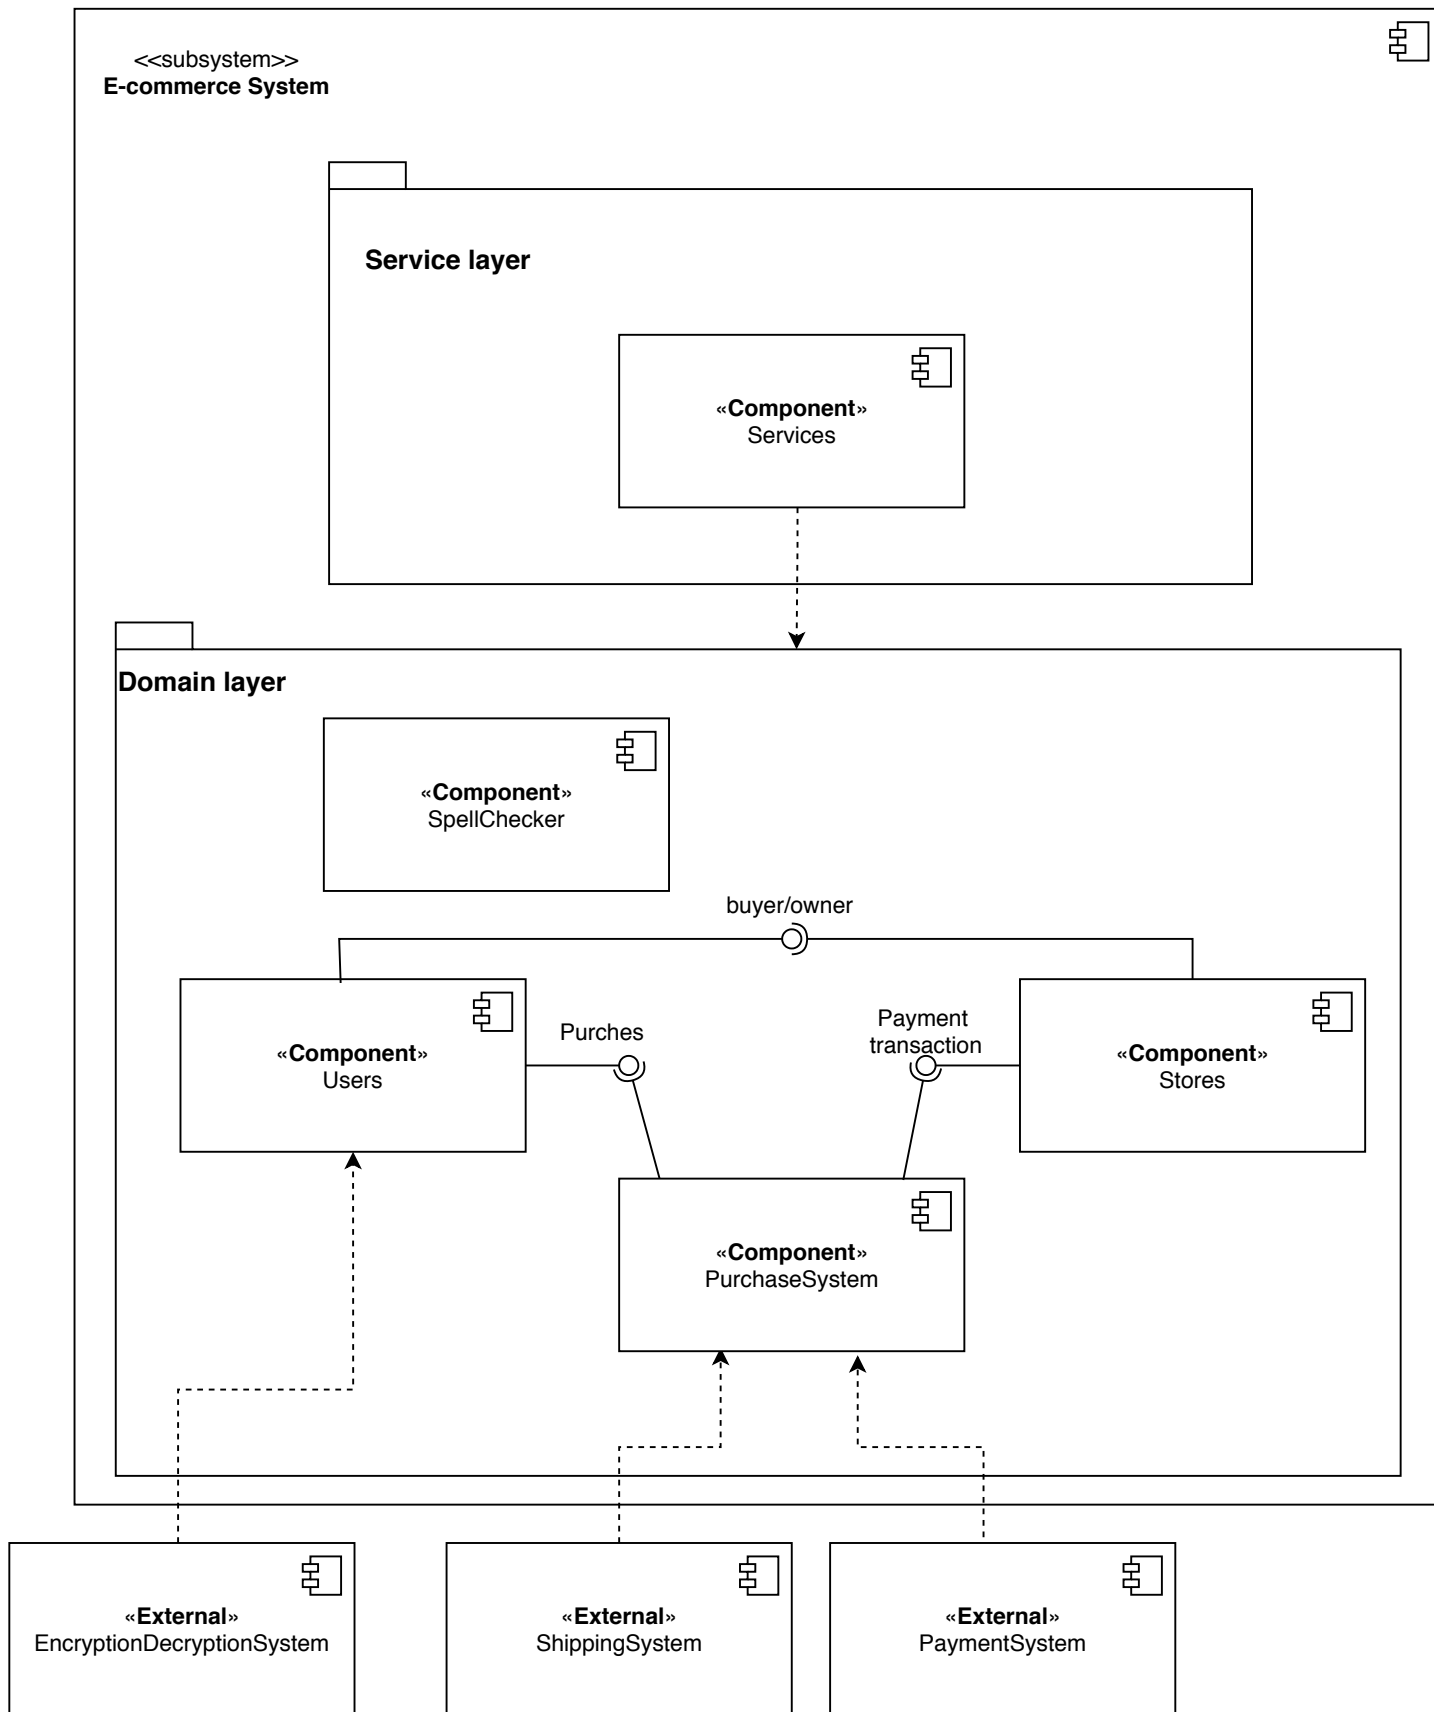 <<subsystem>>
E-commerce System
Service layer
«Component»
Services
Domain layer
«Component»
SpellChecker
buyer/owner
«Component»
Users
Purches
Payment
transaction
«Component»
Stores
«Component»
PurchaseSystem
«External»
EncryptionDecryptionSystem
«External»
ShippingSystem
«External»
PaymentSystem